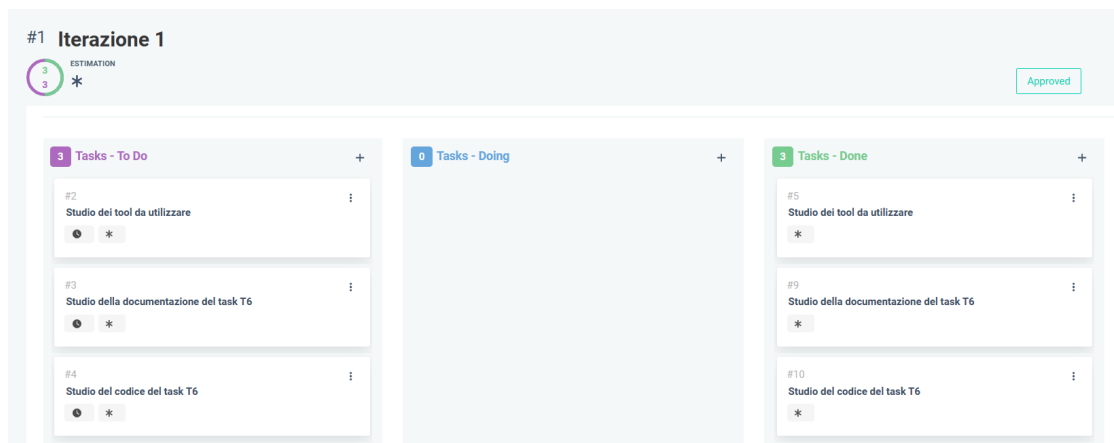 #1 Iterazione 1
ESTIMATION
3
3
Approved
3 Tasks - To Do +
#2
Studio dei tool da utilizzare
#3
Studio della documentazione del task T6
#4
Studio del codice del task T6
0 Tasks - Doing +
3 Tasks - Done +
#5
Studio dei tool da utilizzare
#9
Studio della documentazione del task T6
#10
Studio del codice del task T6